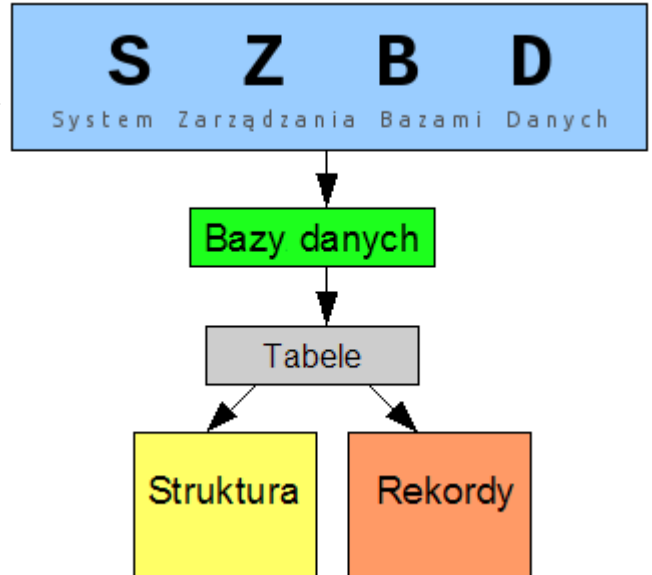 S Z B D
System Zarządzania Bazami Danych
Bazy danych
Tabele
Struktura Rekordy